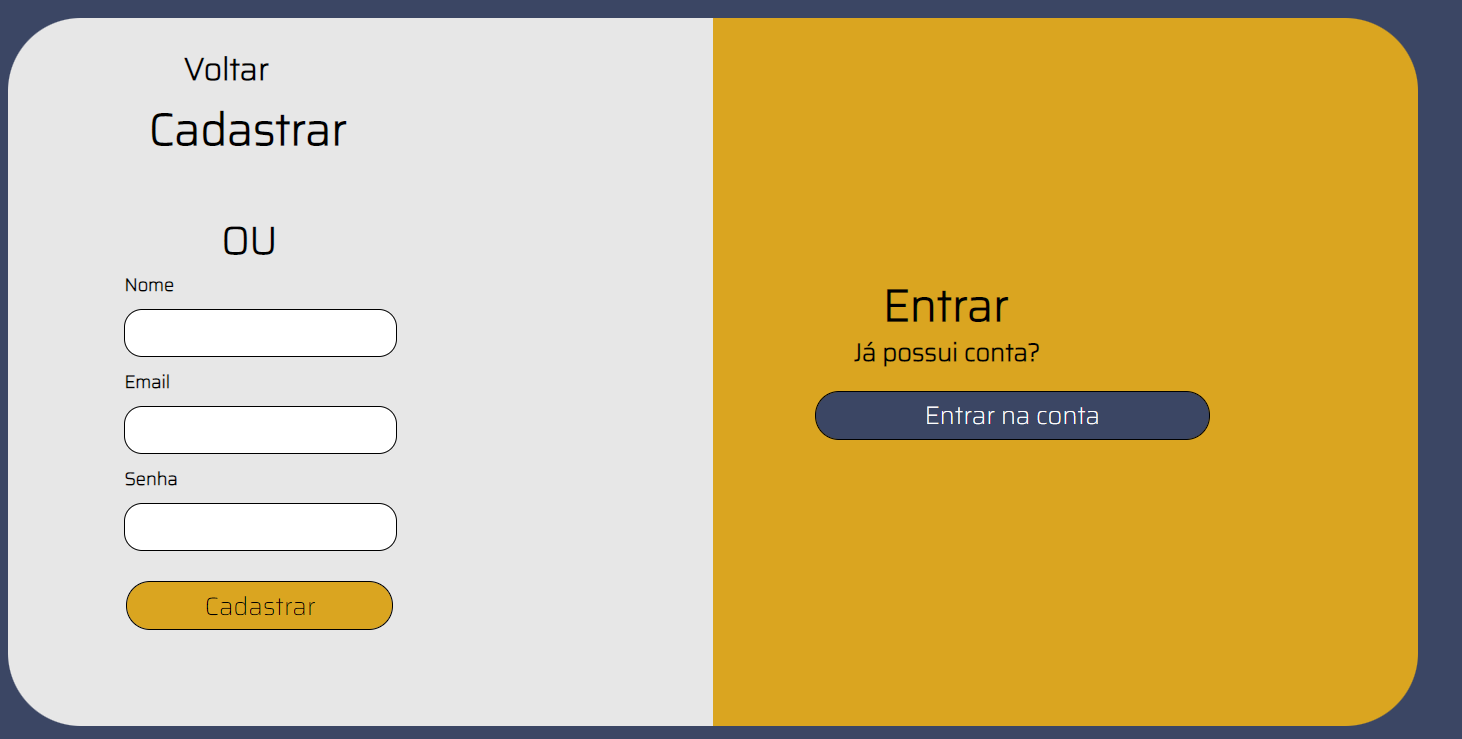 Voltar
Cadastrar
OU
Nome
Email
Senha
Cadastrar
Entrar
Já possui conta?
Entrar na conta